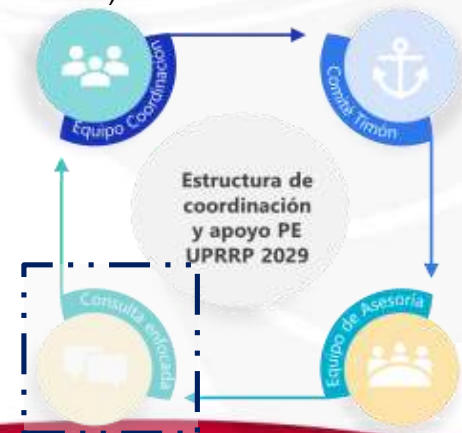 Equipo Coordinación
Comité Timón
Estructura de
coordinación
y apoyo PE
UPRRP 2029
Consulta enfocada
Equipo de Asesoría